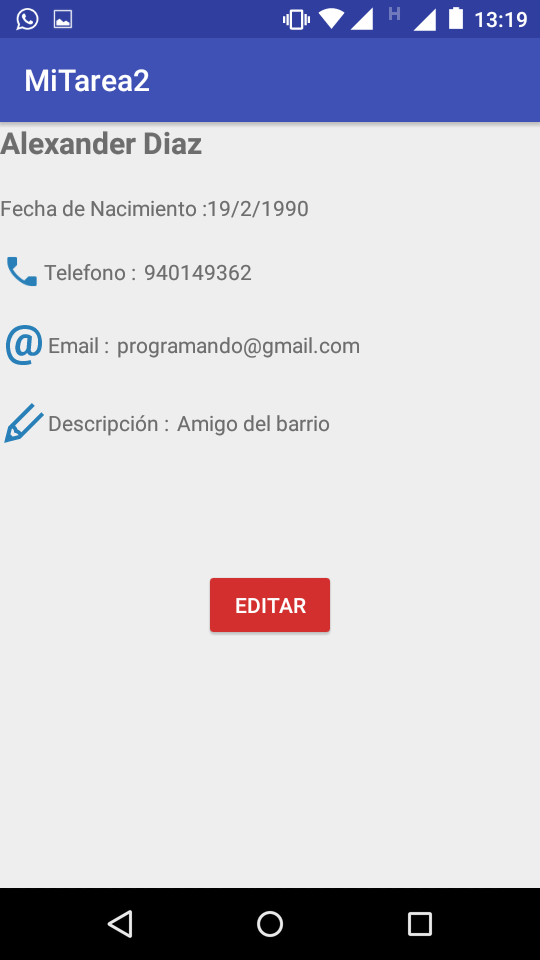 H 13:19
MiTarea2
Alexander Diaz
Fecha de Nacimiento :19/2/1990
Telefono : 940149362
@ Email : programando@gmail.com
Descripción : Amigo del barrio
EDITAR